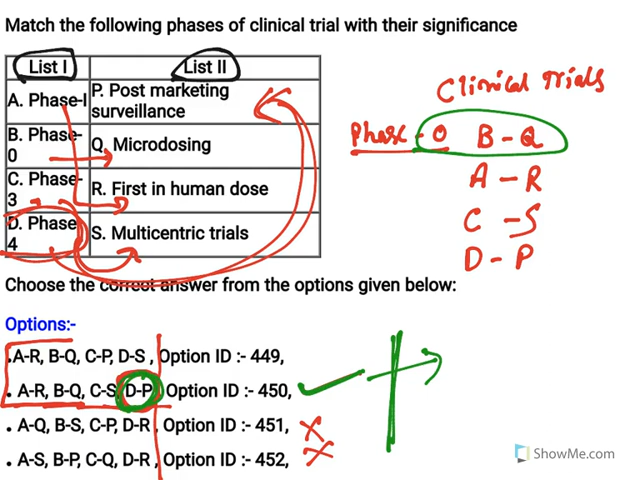 Match the following phases of clinical trial with their significance
List I
List II
A. Phase-I
P. Post marketing
surveillance
B. Phase-
0
Q. Microdosing
C. Phase-
3
R. First in human dose
D. Phase
4
S. Multicentric trials
Clinical Trials
Phase - 0 B - Q
A - R
C - S
D - P
Choose the correct answer from the options given below:
Options:-
.A-R, B-Q, C-P, D-S , Option ID :- 449,
. A-R, B-Q, C-S, D-P, Option ID :- 450,
. A-Q, B-S, C-P, D-R , Option ID :- 451,
. A-S, B-P, C-Q, D-R , Option ID :- 452,
ShowMe.com